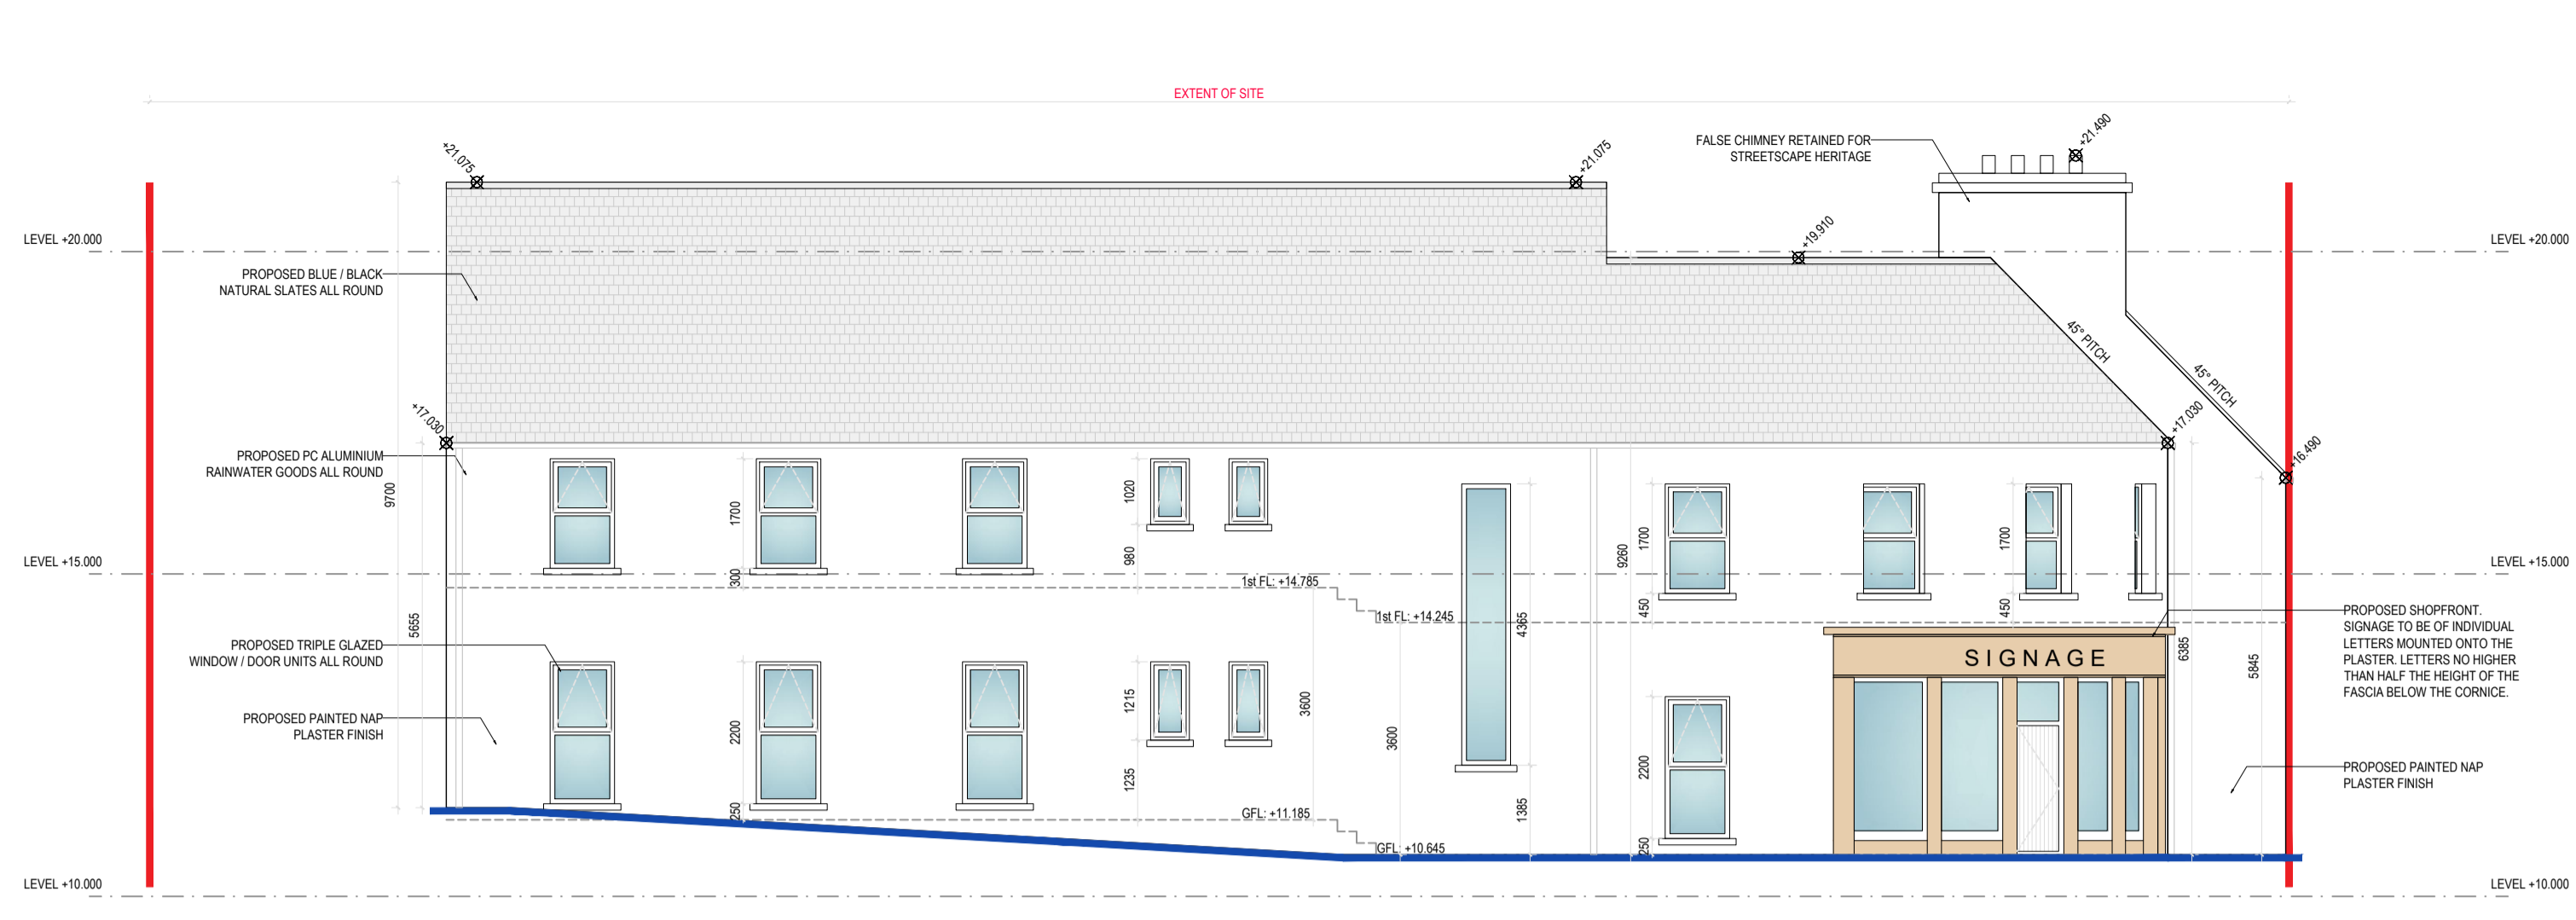 EXTENT OF SITE
+21.075
+21.075
FALSE CHIMNEY RETAINED FOR
STREETSCAPE HERITAGE
+21.490
LEVEL +20.000
+19.910
LEVEL +20.000
PROPOSED BLUE / BLACK
NATURAL SLATES ALL ROUND
45° PITCH
45° PITCH
+17.030
+17.030
+16.490
PROPOSED PC ALUMINIUM
RAINWATER GOODS ALL ROUND
9700
1700
1020
980
300
9260
1700
450
1700
450
LEVEL +15.000
LEVEL +15.000
1st FL: +14.785
1st FL: +14.245
5655
4365
6385
5845
PROPOSED TRIPLE GLAZED
WINDOW / DOOR UNITS ALL ROUND
SIGNAGE
PROPOSED SHOPFRONT.
SIGNAGE TO BE OF INDIVIDUAL
LETTERS MOUNTED ONTO THE
PLASTER. LETTERS NO HIGHER
THAN HALF THE HEIGHT OF THE
FASCIA BELOW THE CORNICE.
PROPOSED PAINTED NAP
PLASTER FINISH
2200
250
1215
1235
3600
3600
1385
2200
250
PROPOSED PAINTED NAP
PLASTER FINISH
GFL: +11.185
GFL: +10.645
LEVEL +10.000
LEVEL +10.000